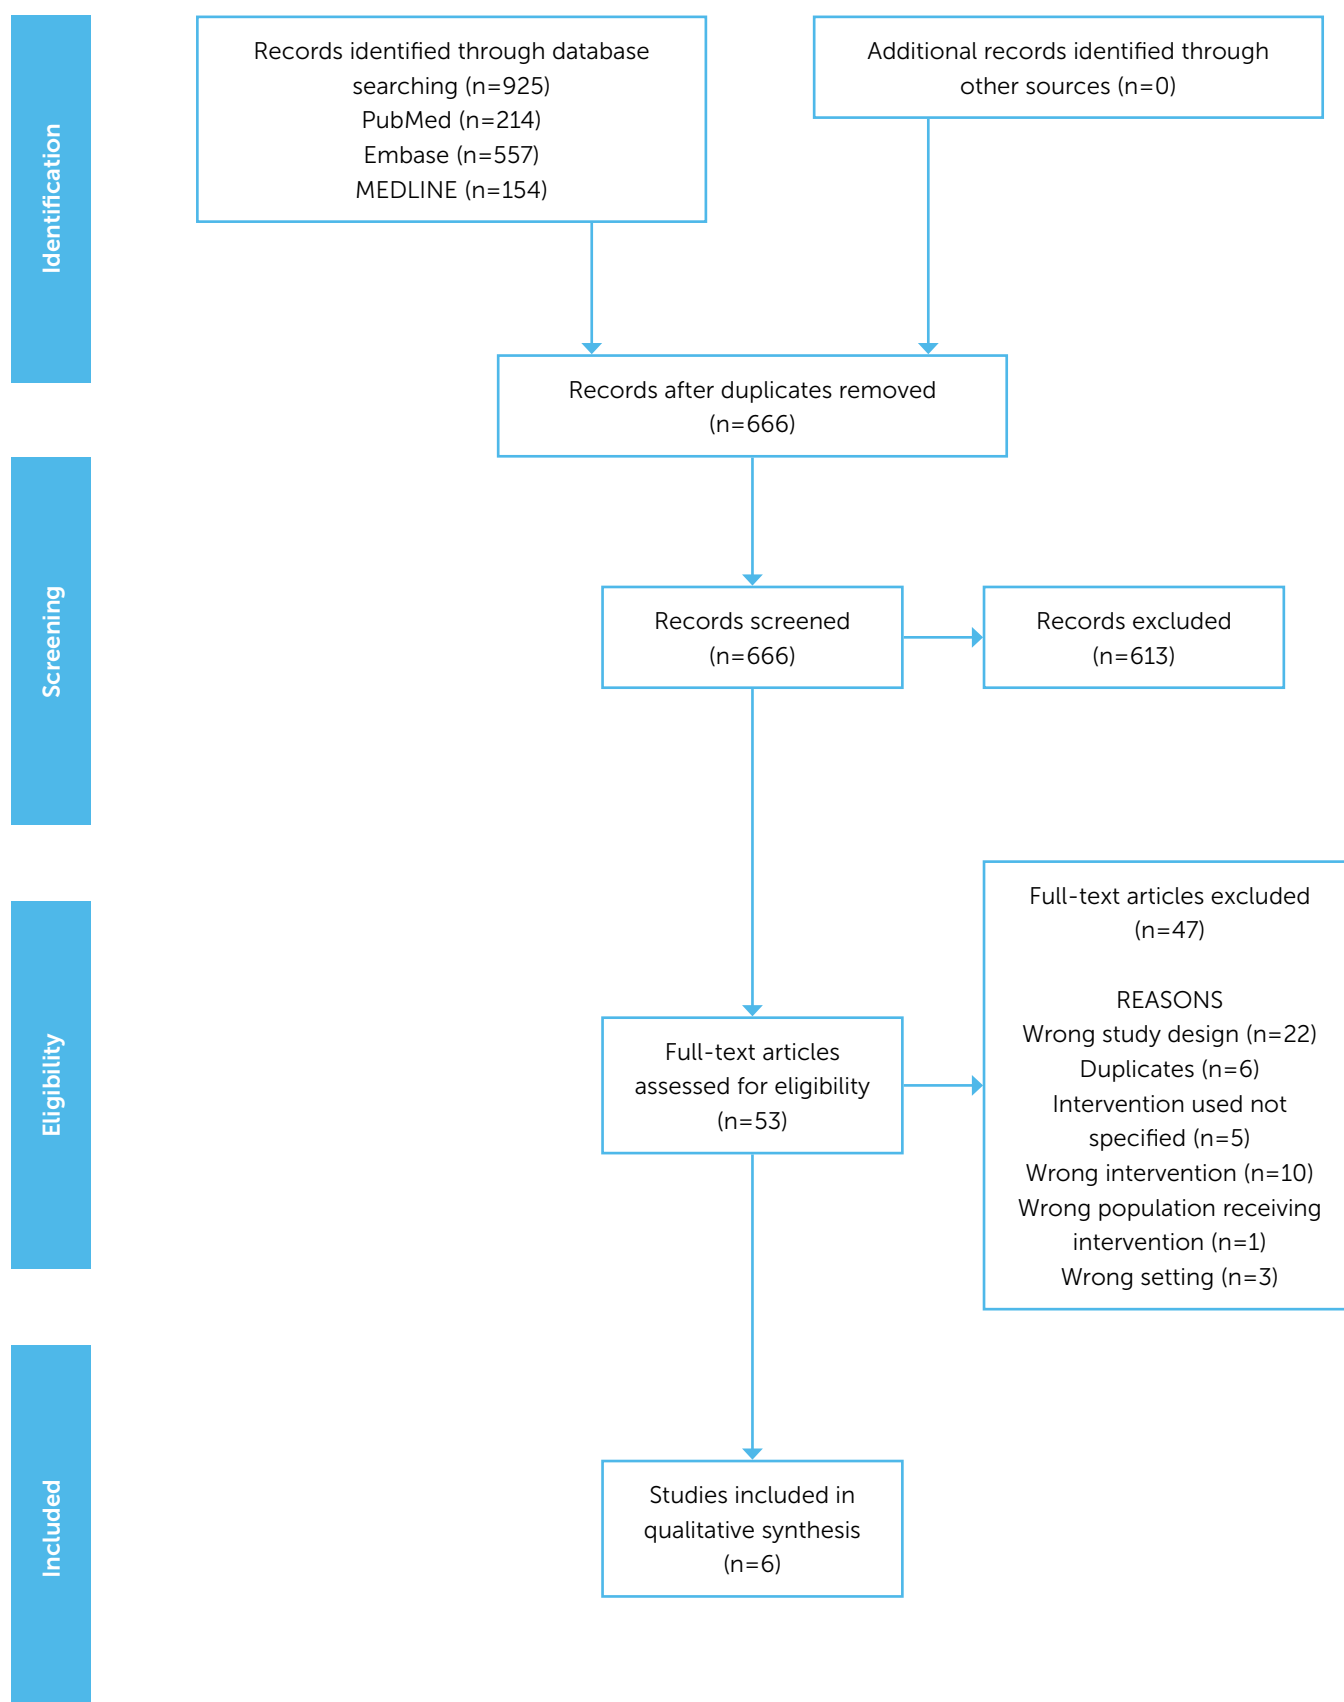 Identification
Records identified through database
searching (n=925)
PubMed (n=214)
Embase (n=557)
MEDLINE (n=154)
Additional records identified through
other sources (n=0)
Records after duplicates removed
(n=666)
Screening
Records screened
(n=666)
Records excluded
(n=613)
Eligibility
Full-text articles
assessed for eligibility
(n=53)
Full-text articles excluded
(n=47)
REASONS
Wrong study design (n=22)
Duplicates (n=6)
Intervention used not
specified (n=5)
Wrong intervention (n=10)
Wrong population receiving
intervention (n=1)
Wrong setting (n=3)
Included
Studies included in
qualitative synthesis
(n=6)